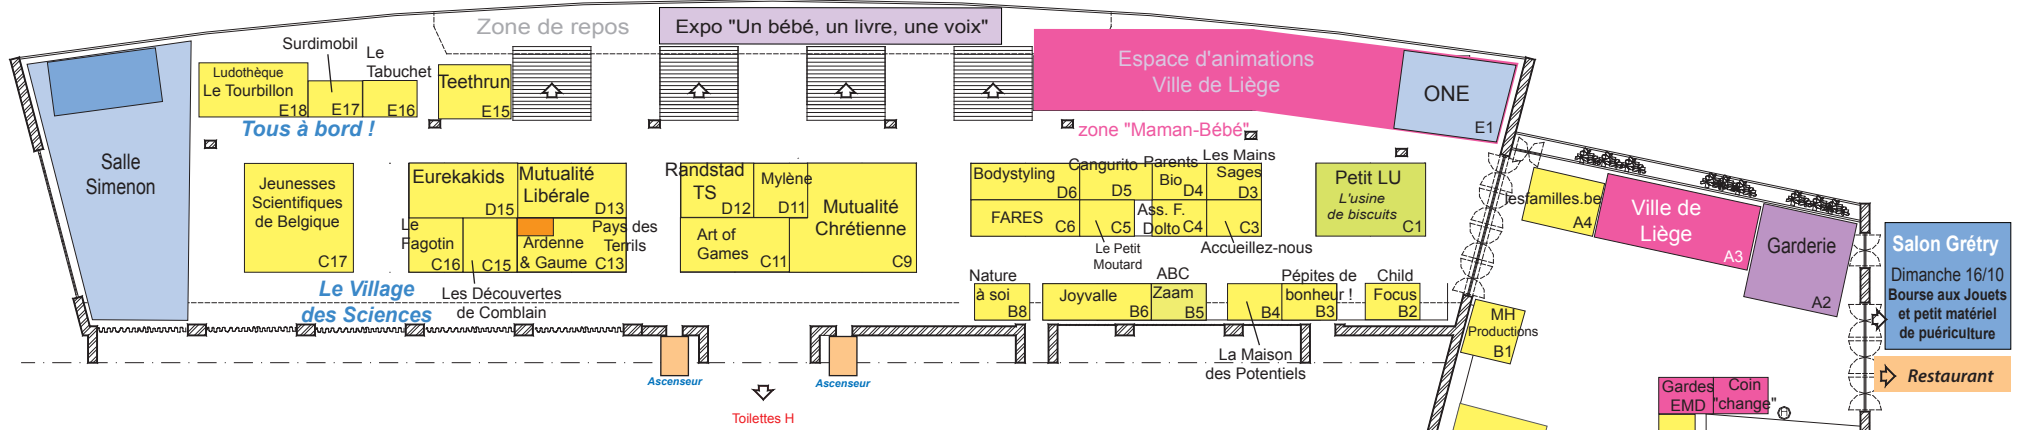 Zone de repos
Expo "Un bébé, un livre, une voix"
Espace d'animations
Ville de Liège
ONE
E1
Surdimobil
Le
Tabuchet
Ludothèque
Le Tourbillon
E18
E17
E16
Teethrun
E15
Tous à bord !
zone "Maman-Bébé"
Salle
Simenon
Jeunesses
Scientifiques
de Belgique
C17
Eurekakids
D15
Mutualité
Libérale
D13
Le
Fagotin
C16
C15
Ardenne
& Gaume
C13
Pays des
Terrils
Les Découvertes
de Comblain
Le Village
des Sciences
Randstad
TS
D12
Mylène
D11
Art of
Games
C11
Mutualité
Chrétienne
C9
Bodystyling
D6
Cangurito
D5
Parents
Bio
D4
Les Mains
Sages
D3
FARES
C6
C5
Le Petit
Moutard
Ass. F.
Dolto
C4
C3
Accueillez-nous
Petit LU
L'usine
de biscuits
C1
Nature
à soi
B8
Joyvalle
B6
ABC
Zaam
B5
B4
La Maison
des Potentiels
Pépites de
bonheur !
B3
Child
Focus
B2
lesfamilles.be
A4
Ville de
Liège
A3
Garderie
A2
MH
Productions
B1
Salon Grétry
Dimanche 16/10
Bourse aux Jouets
et petit matériel
de puériculture
Restaurant
Gardes
EMD
Coin
"change"
H
Ascenseur
Ascenseur
Toilettes H